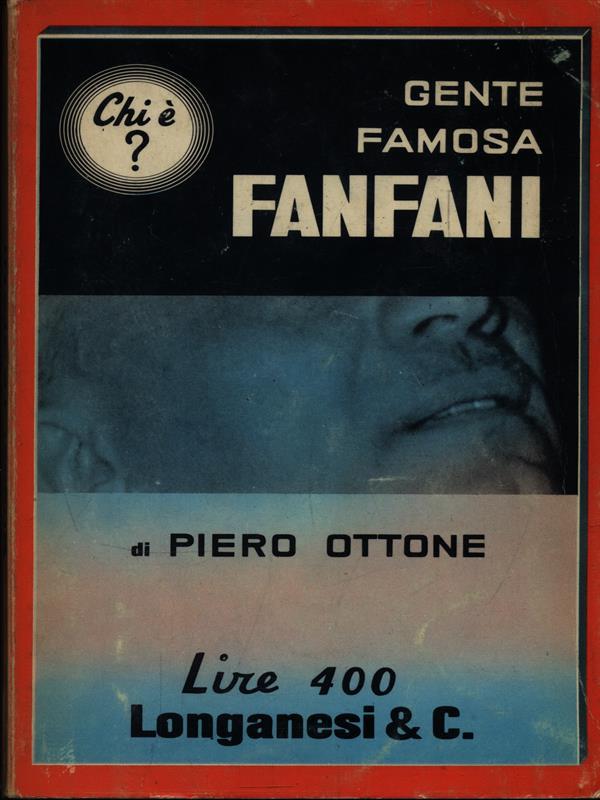 Chi è
?
GENTE
FAMOSA
FANFANI
di PIERO OTTONE
Lire 400
Longanesi & C.